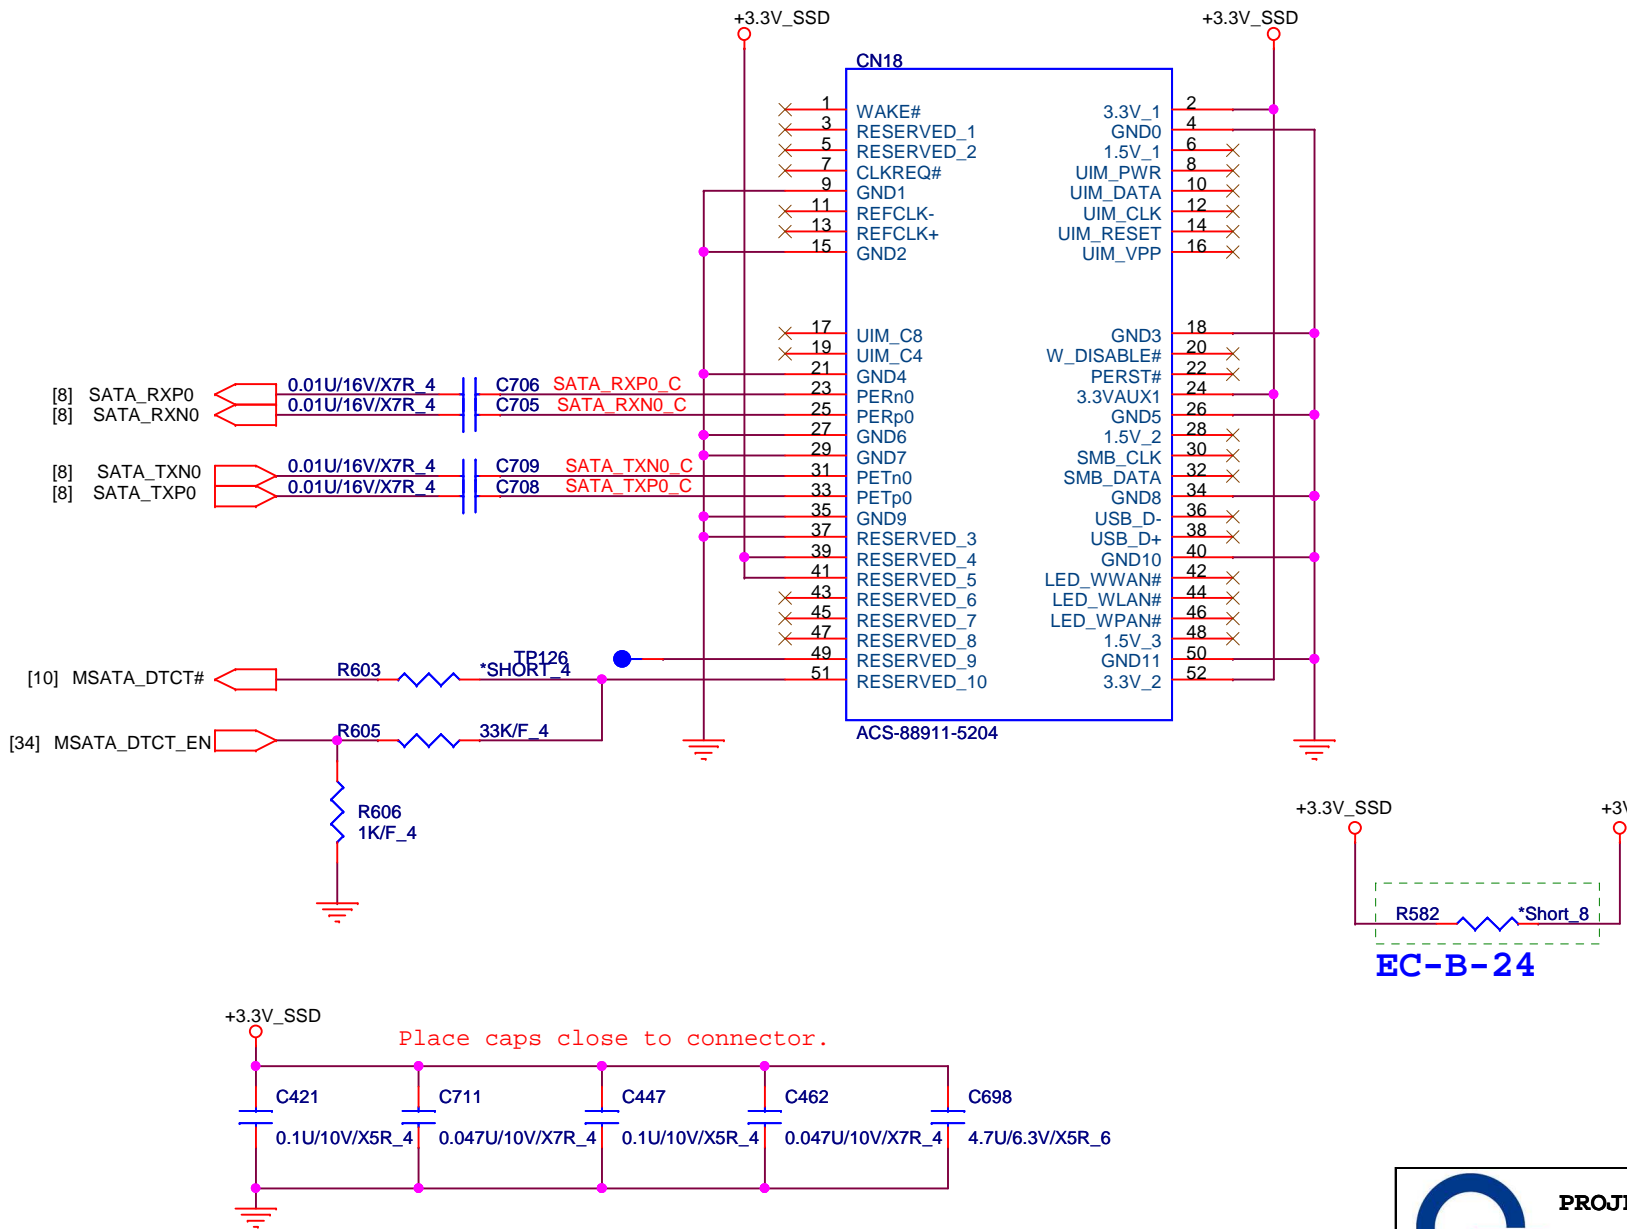 +3.3V_SSD
+3.3V_SSD
CN18
1 WAKE# 3.3V_1 2
3 RESERVED_1 GND0 4
5 RESERVED_2 1.5V_1 6
7 CLKREQ# UIM_PWR 8
9 GND1 UIM_DATA 10
11 REFCLK- UIM_CLK 12
13 REFCLK+ UIM_RESET 14
15 GND2 UIM_VPP 16
17 UIM_C8 GND3 18
19 UIM_C4 W_DISABLE# 20
21 GND4 PERST# 22
[8] SATA_RXP0 0.01U/16V/X7R_4 C706 SATA_RXP0_C 23 PERn0 3.3VAUX1 24
[8] SATA_RXN0 0.01U/16V/X7R_4 C705 SATA_RXN0_C 25 PERp0 GND5 26
27 GND6 1.5V_2 28
29 GND7 SMB_CLK 30
[8] SATA_TXN0 0.01U/16V/X7R_4 C709 SATA_TXN0_C 31 PETn0 SMB_DATA 32
[8] SATA_TXP0 0.01U/16V/X7R_4 C708 SATA_TXP0_C 33 PETp0 GND8 34
35 GND9 USB_D- 36
37 RESERVED_3 USB_D+ 38
39 RESERVED_4 GND10 40
41 RESERVED_5 LED_WWAN# 42
43 RESERVED_6 LED_WLAN# 44
45 RESERVED_7 LED_WPAN# 46
47 RESERVED_8 1.5V_3 48
TP126 49 RESERVED_9 GND11 50
[10] MSATA_DTCT# R603 *SHORT_4 51 RESERVED_10 3.3V_2 52
[34] MSATA_DTCT_EN R605 33K/F_4
ACS-88911-5204
R606
1K/F_4
+3.3V_SSD +3V
R582 *Short_8
EC-B-24
+3.3V_SSD
Place caps close to connector.
C421 C711 C447 C462 C698
0.1U/10V/X5R_4 0.047U/10V/X7R_4 0.1U/10V/X5R_4 0.047U/10V/X7R_4 4.7U/6.3V/X5R_6